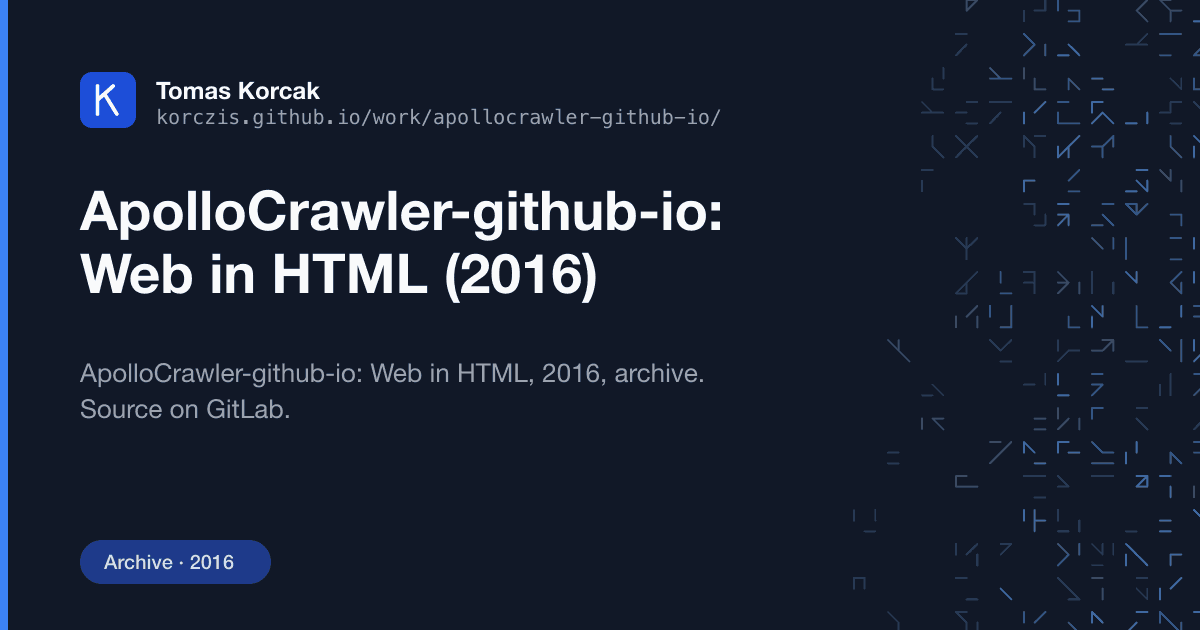 K
Tomas Korcak
korczis.github.io/work/apollocrawler-github-io/
ApolloCrawler-github-io:
Web in HTML (2016)
ApolloCrawler-github-io: Web in HTML, 2016, archive.
Source on GitLab.
Archive · 2016